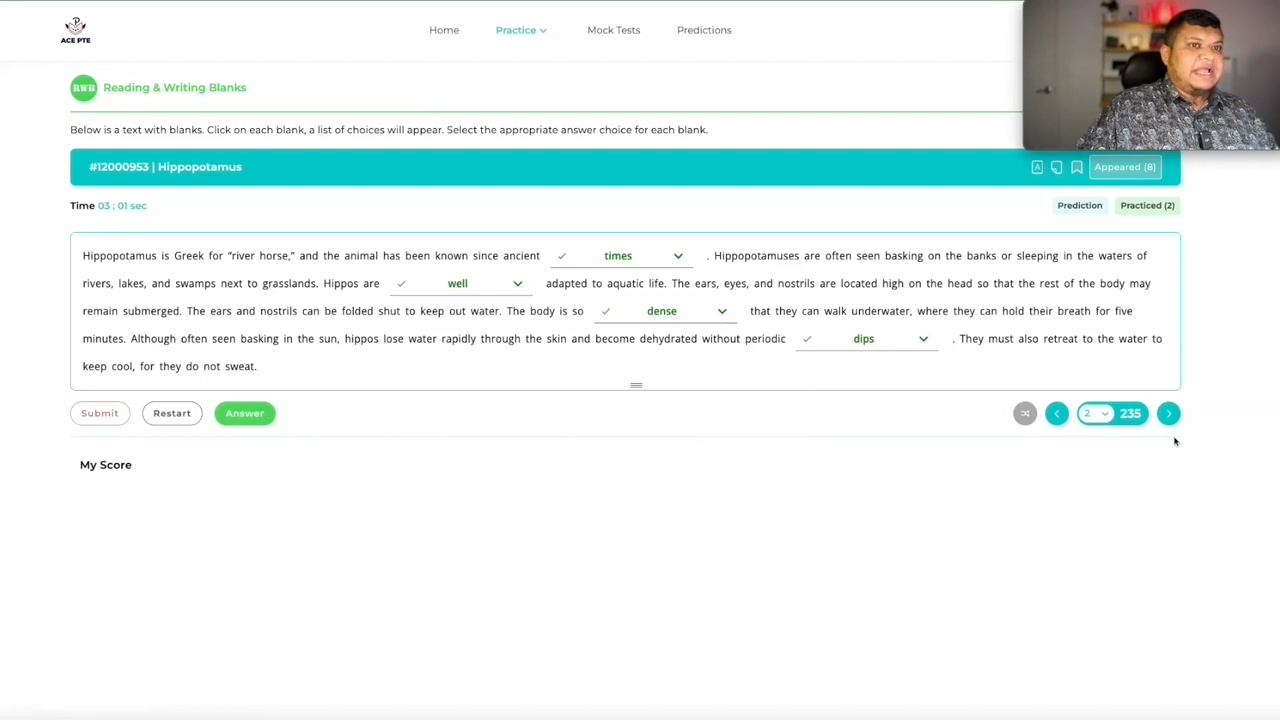 ACE PTE
Home
Practice
Mock Tests
Predictions
RWB
Reading & Writing Blanks
Below is a text with blanks. Click on each blank, a list of choices will appear. Select the appropriate answer choice for each blank.
#12000953 | Hippopotamus
A
Appeared (8)
Time 03 : 01 sec
Prediction
Practiced (2)
Hippopotamus is Greek for “river horse,” and the animal has been known since ancient times . Hippopotamuses are often seen basking on the banks or sleeping in the waters of
rivers, lakes, and swamps next to grasslands. Hippos are well adapted to aquatic life. The ears, eyes, and nostrils are located high on the head so that the rest of the body may
remain submerged. The ears and nostrils can be folded shut to keep out water. The body is so dense that they can walk underwater, where they can hold their breath for five
minutes. Although often seen basking in the sun, hippos lose water rapidly through the skin and become dehydrated without periodic dips . They must also retreat to the water to
keep cool, for they do not sweat.
Submit
Restart
Answer
2
235
My Score